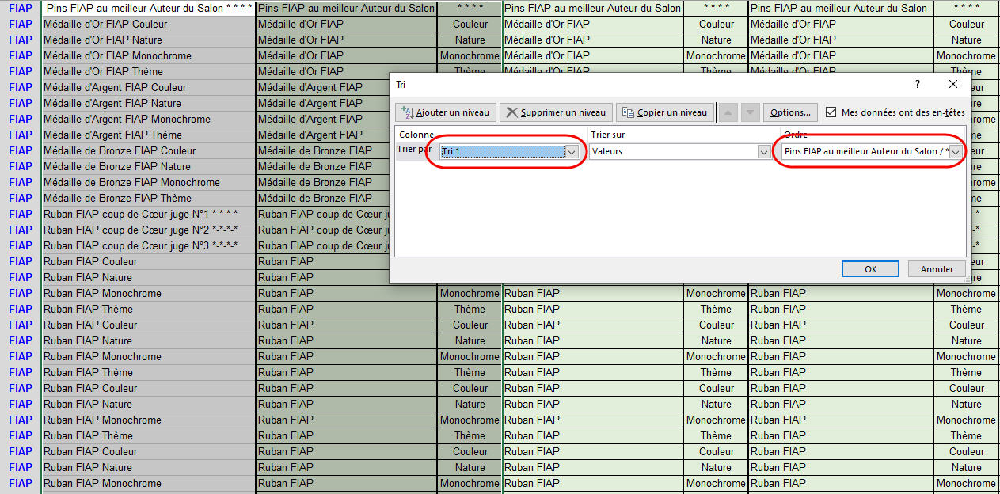 FIAP Pins FIAP au meilleur Auteur du Salon *-*-*-* Pins FIAP au meilleur Auteur du Salon *-*-*-* Pins FIAP au meilleur Auteur du Salon *-*-*-* Pins FIAP au meilleur Auteur du Salon *-*-*-*
FIAP Médaille d'Or FIAP Couleur Médaille d'Or FIAP Couleur Médaille d'Or FIAP Couleur Médaille d'Or FIAP Couleur
FIAP Médaille d'Or FIAP Nature Médaille d'Or FIAP Nature Médaille d'Or FIAP Nature Médaille d'Or FIAP Nature
FIAP Médaille d'Or FIAP Monochrome Médaille d'Or FIAP Monochrome Médaille d'Or FIAP Monochrome Médaille d'Or FIAP Monochrome
FIAP Médaille d'Or FIAP Thème Médaille d'Or FIAP Thème Médaille d'Or FIAP Thème Médaille d'Or FIAP Thème
Tri ?
FIAP Médaille d'Argent FIAP Couleur Médaille d'Argent FIAP eur
FIAP Médaille d'Argent FIAP Nature Médaille d'Argent FIAP re
Ajouter un niveau Supprimer un niveau Copier un niveau Options... Mes données ont des en-têtes
FIAP Médaille d'Argent FIAP Monochrome Médaille d'Argent FIAP ome
FIAP Médaille d'Argent FIAP Thème Médaille d'Argent FIAP me
Colonne Trier sur Ordre
FIAP Médaille de Bronze FIAP Couleur Médaille de Bronze FIAP eur
Trier par Tri 1 Valeurs Pins FIAP au meilleur Auteur du Salon / *
FIAP Médaille de Bronze FIAP Nature Médaille de Bronze FIAP re
FIAP Médaille de Bronze FIAP Monochrome Médaille de Bronze FIAP ome
FIAP Médaille de Bronze FIAP Thème Médaille de Bronze FIAP me
FIAP Ruban FIAP coup de Cœur juge N°1 *-*-*-* Ruban FIAP coup de Cœur ju -*
FIAP Ruban FIAP coup de Cœur juge N°2 *-*-*-* Ruban FIAP coup de Cœur ju -*
FIAP Ruban FIAP coup de Cœur juge N°3 *-*-*-* Ruban FIAP coup de Cœur ju -*
FIAP Ruban FIAP Couleur Ruban FIAP eur
OK Annuler
FIAP Ruban FIAP Nature Ruban FIAP re
FIAP Ruban FIAP Monochrome Ruban FIAP Monochrome Ruban FIAP Monochrome Ruban FIAP Monochrome
FIAP Ruban FIAP Thème Ruban FIAP Thème Ruban FIAP Thème Ruban FIAP Thème
FIAP Ruban FIAP Couleur Ruban FIAP Couleur Ruban FIAP Couleur Ruban FIAP Couleur
FIAP Ruban FIAP Nature Ruban FIAP Nature Ruban FIAP Nature Ruban FIAP Nature
FIAP Ruban FIAP Monochrome Ruban FIAP Monochrome Ruban FIAP Monochrome Ruban FIAP Monochrome
FIAP Ruban FIAP Thème Ruban FIAP Thème Ruban FIAP Thème Ruban FIAP Thème
FIAP Ruban FIAP Couleur Ruban FIAP Couleur Ruban FIAP Couleur Ruban FIAP Couleur
FIAP Ruban FIAP Nature Ruban FIAP Nature Ruban FIAP Nature Ruban FIAP Nature
FIAP Ruban FIAP Monochrome Ruban FIAP Monochrome Ruban FIAP Monochrome Ruban FIAP Monochrome
FIAP Ruban FIAP Thème Ruban FIAP Thème Ruban FIAP Thème Ruban FIAP Thème
FIAP Ruban FIAP Couleur Ruban FIAP Couleur Ruban FIAP Couleur Ruban FIAP Couleur
FIAP Ruban FIAP Nature Ruban FIAP Nature Ruban FIAP Nature Ruban FIAP Nature
FIAP Ruban FIAP Monochrome Ruban FIAP Monochrome Ruban FIAP Monochrome Ruban FIAP Monochrome